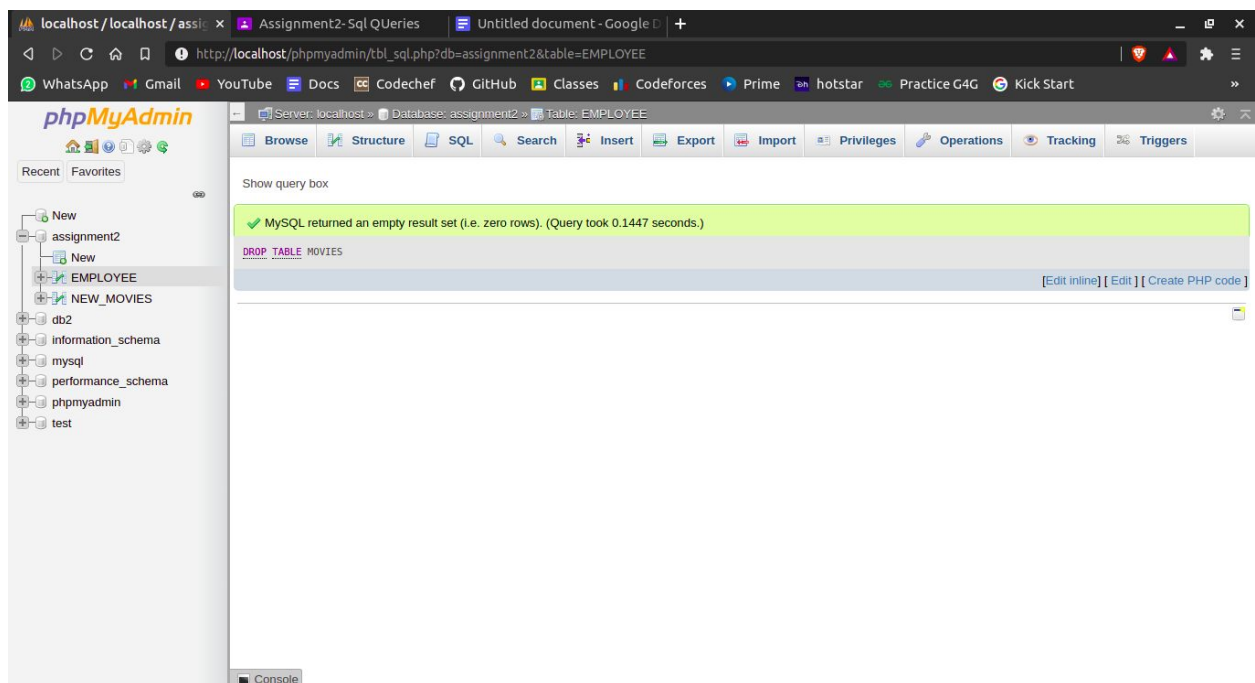 localhost / localhost / assig × Assignment2- Sql QUeries Untitled document - Google D +
http://localhost/phpmyadmin/tbl_sql.php?db=assignment2&table=EMPLOYEE
WhatsApp Gmail YouTube Docs Codechef GitHub Classes Codeforces Prime hotstar Practice G4G Kick Start »
phpMyAdmin
Recent Favorites
New
assignment2
New
EMPLOYEE
NEW_MOVIES
db2
information_schema
mysql
performance_schema
phpmyadmin
test
Server: localhost » Database: assignment2 » Table: EMPLOYEE
Browse Structure SQL Search Insert Export Import Privileges Operations Tracking Triggers
Show query box
MySQL returned an empty result set (i.e. zero rows). (Query took 0.1447 seconds.)
DROP TABLE MOVIES
[Edit inline] [ Edit ] [ Create PHP code ]
Console